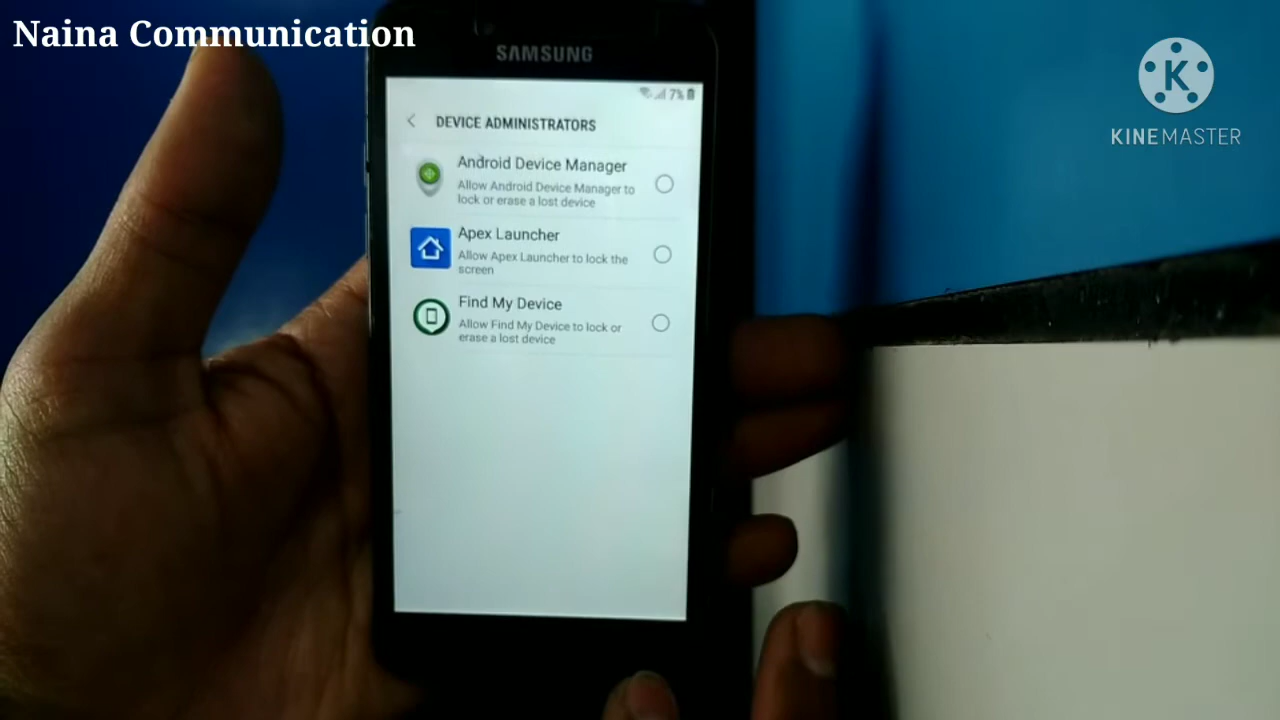 Naina Communication
SAMSUNG
7%
DEVICE ADMINISTRATORS
Android Device Manager
Allow Android Device Manager to
lock or erase a lost device
Apex Launcher
Allow Apex Launcher to lock the
screen
Find My Device
Allow Find My Device to lock or
erase a lost device
K
KINEMASTER